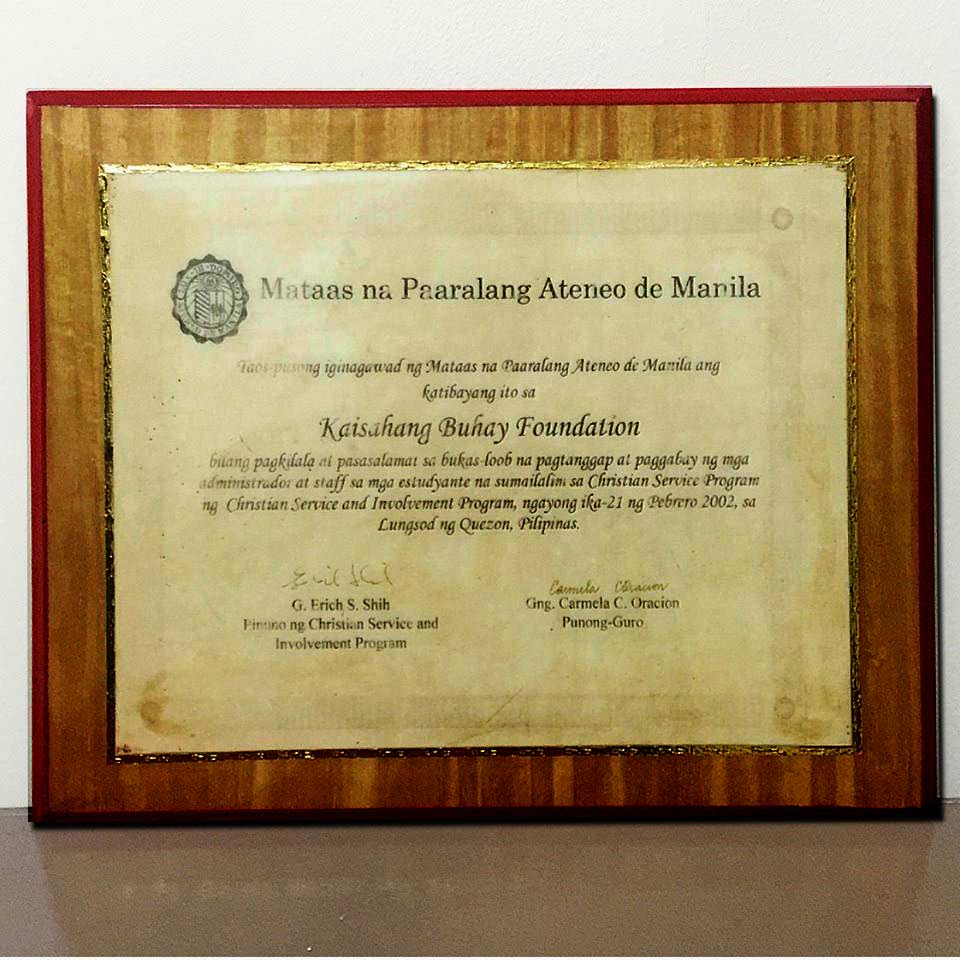 Mataas na Paaralang Ateneo de Manila
Taos-pusong iginagawad ng Mataas na Paaralang Ateneo de Manila ang
katibayang ito sa
Kaisahang Buhay Foundation
bilang pagkilala at pasasalamat sa bukas-loob na pagtanggap at paggabay ng mga
administrador at staff sa mga estudyante na sumailalim sa Christian Service Program
ng Christian Service and Involvement Program, ngayong ika-21 ng Pebrero 2002, sa
Lungsod ng Quezon, Pilipinas.
G. Erich S. Shih
Pinuno ng Christian Service and
Involvement Program
Carmela Oracion
Gng. Carmela C. Oracion
Punong-Guro